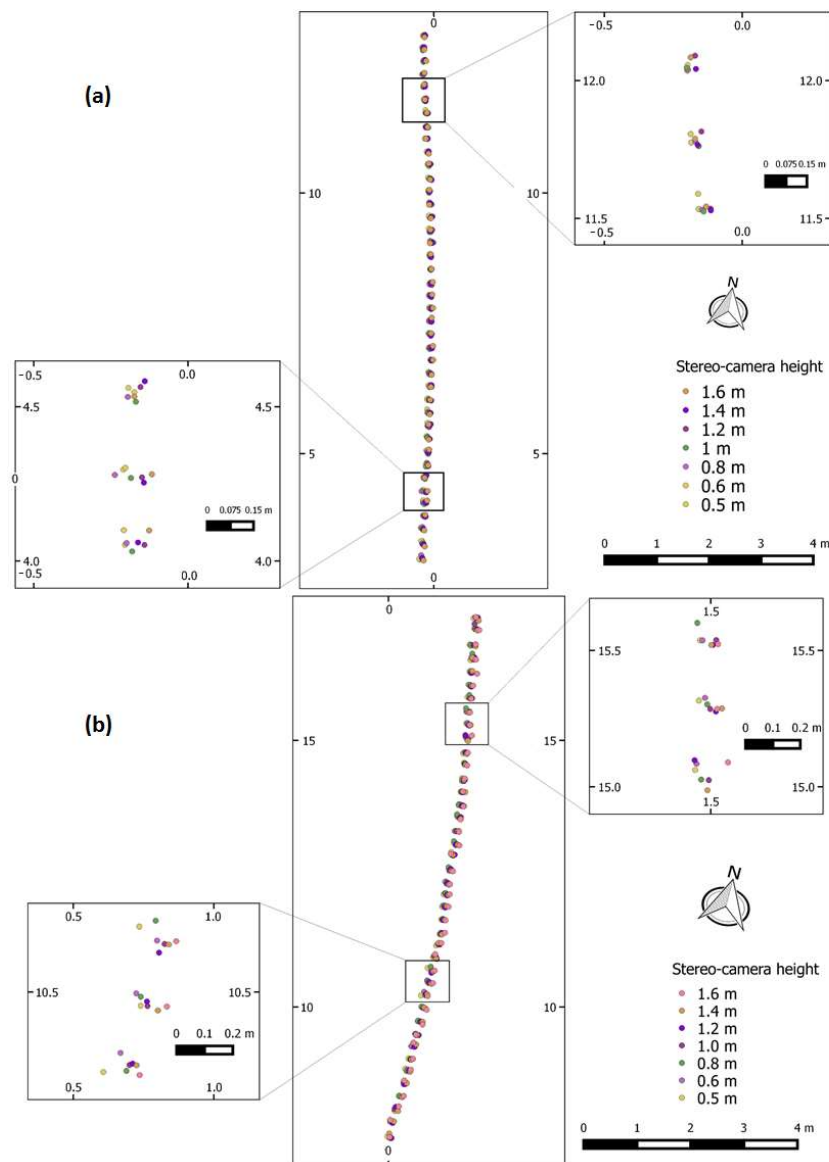 0
-0.5 0.0
(a)
12.0 12.0
0 0.075 0.15 m
10 10
11.5 11.5
-0.5 0.0
N
-0.5 0.0
4.5 4.5
Stereo-camera height
1.6 m
1.4 m
1.2 m
1 m
0.8 m
0.6 m
0.5 m
5 5
0
0 0.075 0.15 m
4.0 4.0
-0.5 0.0
0 1 2 3 4 m
0
0
1.5
15.5 15.5
(b)
0 0.1 0.2 m
15 15
15.0 15.0
1.5
N
0.5 1.0
10.5 10.5
Stereo-camera height
1.6 m
1.4 m
1.2 m
1.0 m
0.8 m
0.6 m
0.5 m
10 10
0 0.1 0.2 m
0.5 1.0
0 1 2 3 4 m
0